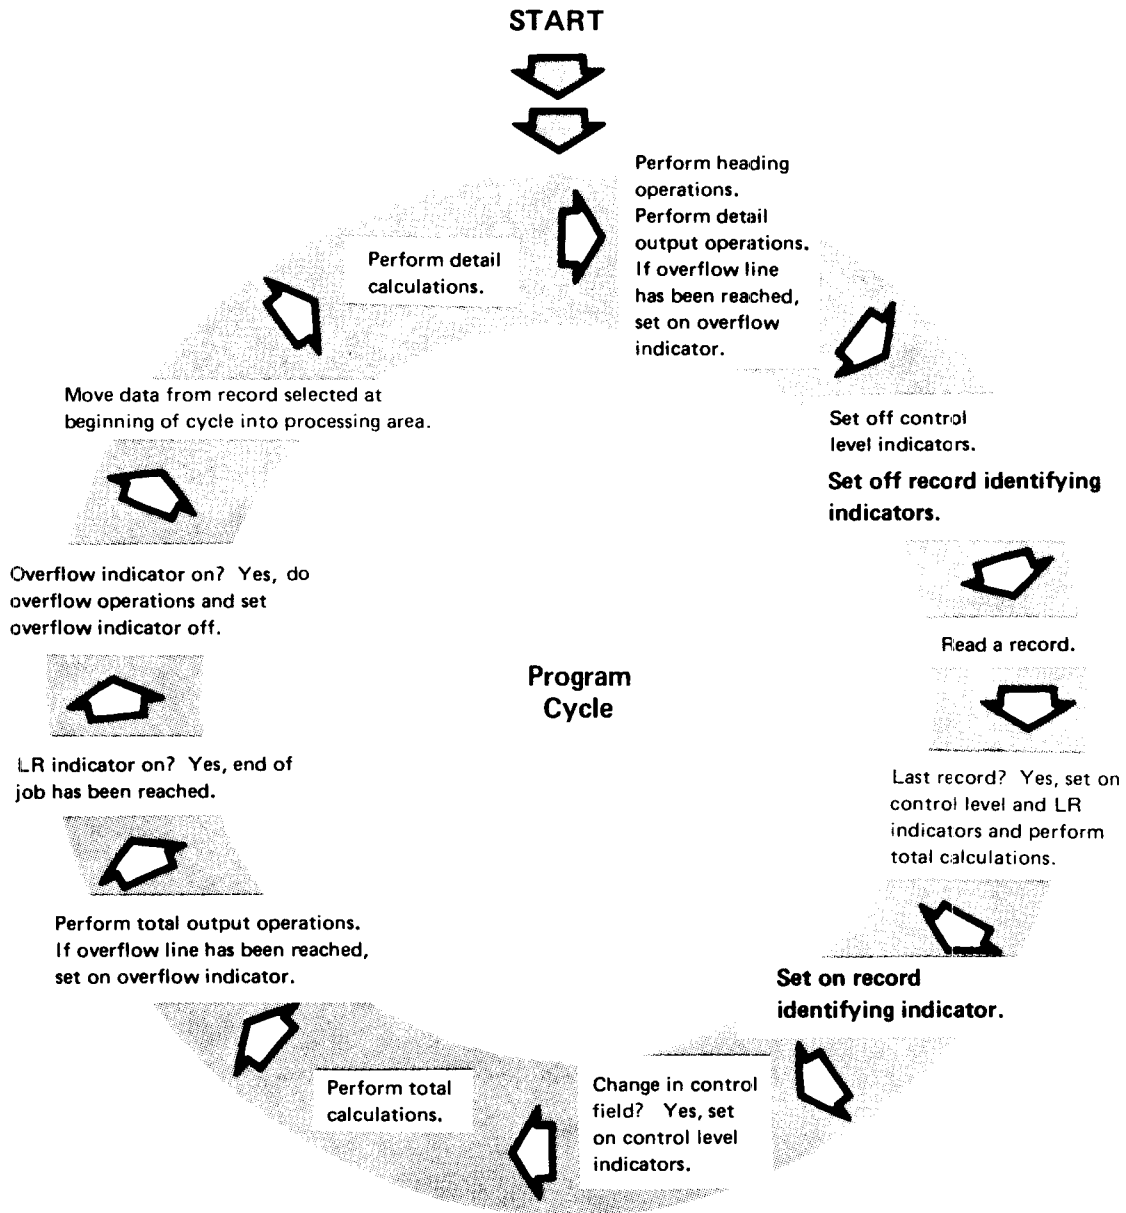 START
Perform heading
operations.
Perform detail
output operations.
If overflow line
has been reached,
set on overflow
indicator.
Set off control
level indicators.
Set off record identifying
indicators.
Read a record.
Last record? Yes, set on
control level and LR
indicators and perform
total calculations.
Set on record
identifying indicator.
Change in control
field? Yes, set
on control level
indicators.
Perform total
calculations.
Perform total output operations.
If overflow line has been reached,
set on overflow indicator.
LR indicator on? Yes, end of
job has been reached.
Overflow indicator on? Yes, do
overflow operations and set
overflow indicator off.
Move data from record selected at
beginning of cycle into processing area.
Perform detail
calculations.
Program
Cycle